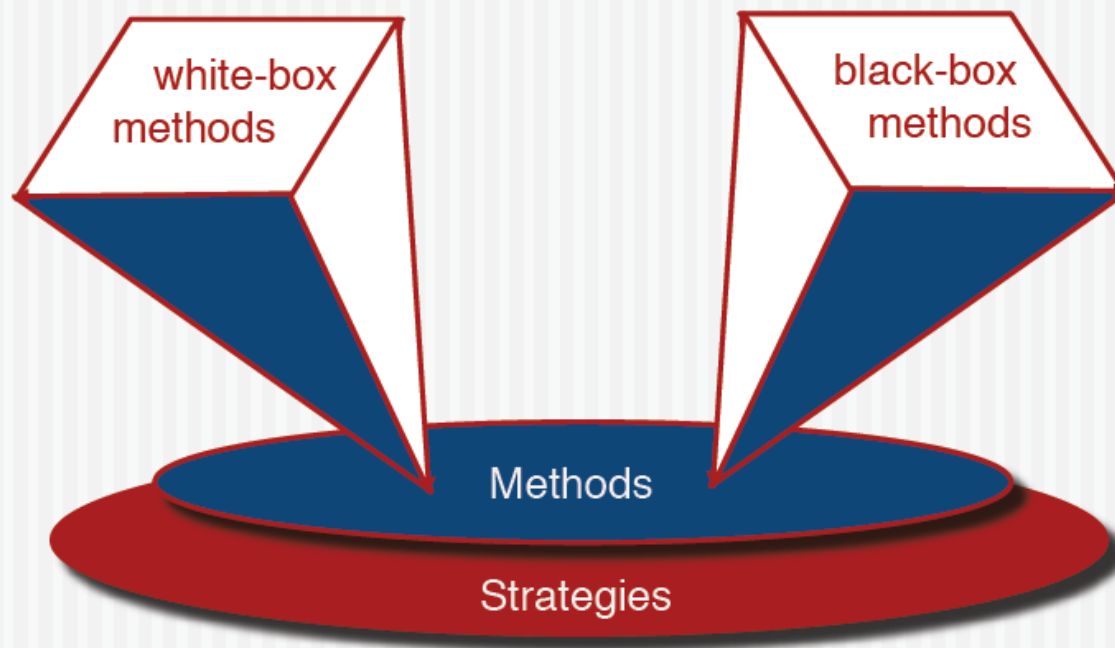 white-box
methods
black-box
methods
Methods
Strategies